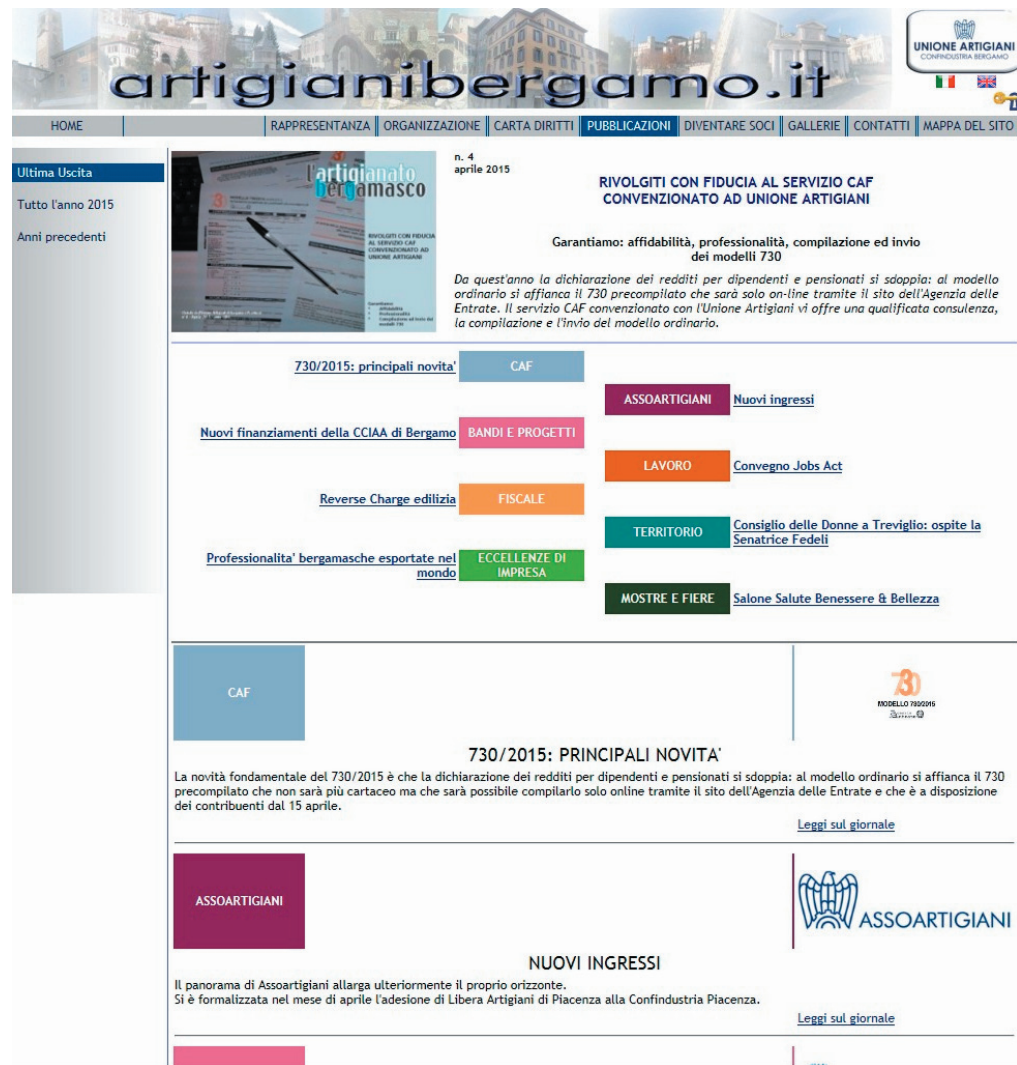 artigianibergamo.it
UNIONE ARTIGIANI
CONFINDUSTRIA BERGAMO
HOME
RAPPRESENTANZA
ORGANIZZAZIONE
CARTA DIRITTI
PUBBLICAZIONI
DIVENTARE SOCI
GALLERIE
CONTATTI
MAPPA DEL SITO
Ultima Uscita
Tutto l'anno 2015
Anni precedenti
l'artigianato
bergamasco
RIVOLGITI CON FIDUCIA
AL SERVIZIO CAF
CONVENZIONATO AD
UNIONE ARTIGIANI
n. 4
aprile 2015
RIVOLGITI CON FIDUCIA AL SERVIZIO CAF
CONVENZIONATO AD UNIONE ARTIGIANI
Garantiamo: affidabilità, professionalità, compilazione ed invio
dei modelli 730
Da quest'anno la dichiarazione dei redditi per dipendenti e pensionati si sdoppia: al modello
ordinario si affianca il 730 precompilato che sarà solo on-line tramite il sito dell'Agenzia delle
Entrate. Il servizio CAF convenzionato con l'Unione Artigiani vi offre una qualificata consulenza,
la compilazione e l'invio del modello ordinario.
730/2015: principali novita'
CAF
ASSOARTIGIANI
Nuovi ingressi
Nuovi finanziamenti della CCIAA di Bergamo
BANDI E PROGETTI
LAVORO
Convegno Jobs Act
Reverse Charge edilizia
FISCALE
TERRITORIO
Consiglio delle Donne a Treviglio: ospite la
Senatrice Fedeli
Professionalita' bergamasche esportate nel
mondo
ECCELLENZE DI
IMPRESA
MOSTRE E FIERE
Salone Salute Benessere & Bellezza
CAF
730
MODELLO 730/2015
730/2015: PRINCIPALI NOVITA'
La novità fondamentale del 730/2015 è che la dichiarazione dei redditi per dipendenti e pensionati si sdoppia: al modello ordinario si affianca il 730
precompilato che non sarà più cartaceo ma che sarà possibile compilarlo solo online tramite il sito dell'Agenzia delle Entrate e che è a disposizione
dei contribuenti dal 15 aprile.
Leggi sul giornale
ASSOARTIGIANI
ASSOARTIGIANI
NUOVI INGRESSI
Il panorama di Assoartigiani allarga ulteriormente il proprio orizzonte.
Si è formalizzata nel mese di aprile l'adesione di Libera Artigiani di Piacenza alla Confindustria Piacenza.
Leggi sul giornale